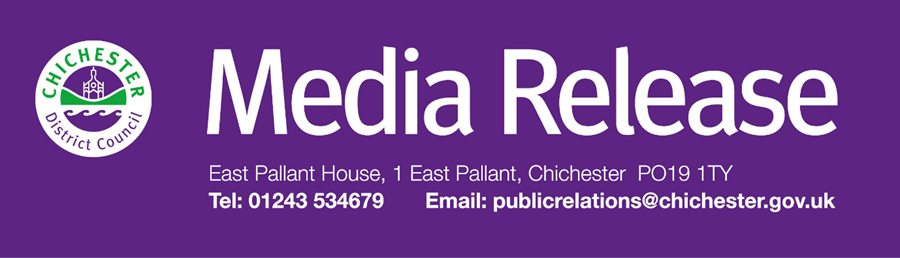 CHICHESTER
District Council
Media Release
East Pallant House, 1 East Pallant, Chichester  PO19 1TY
Tel: 01243 534679  Email: publicrelations@chichester.gov.uk